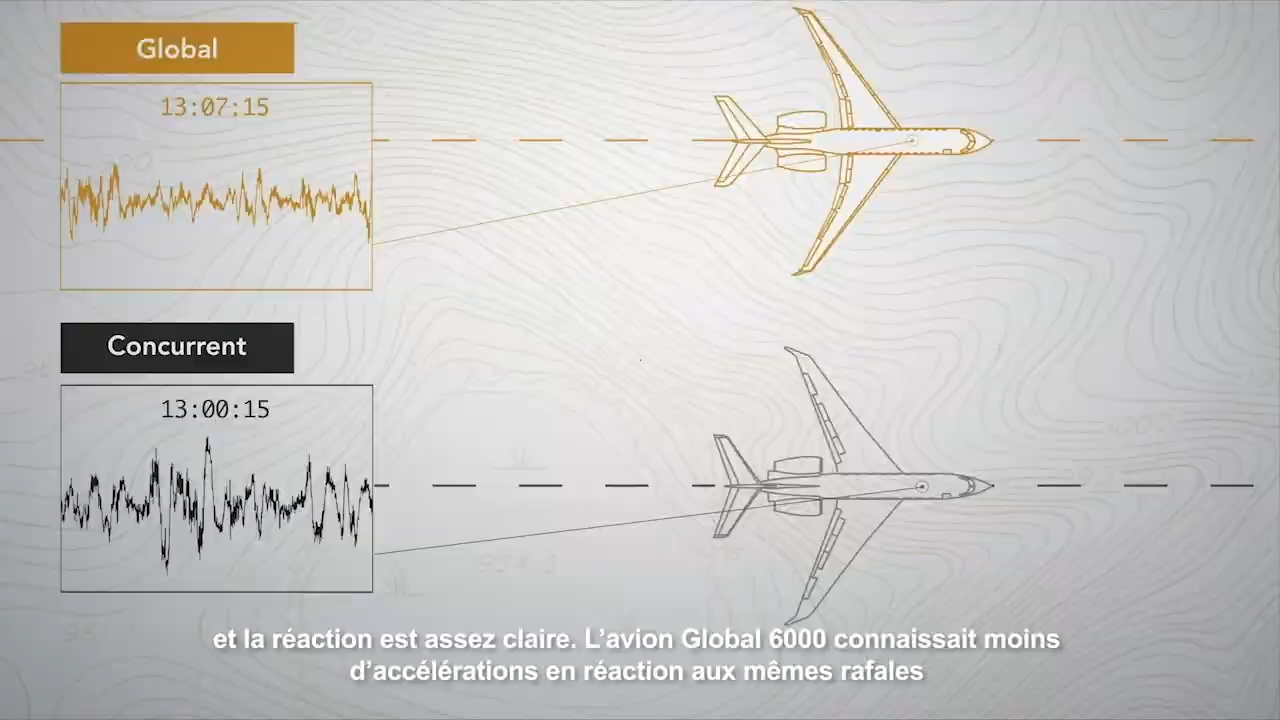 Global
13:07:15
Concurrent
13:00:15
et la réaction est assez claire. L’avion Global 6000 connaissait moins
d’accélérations en réaction aux mêmes rafales